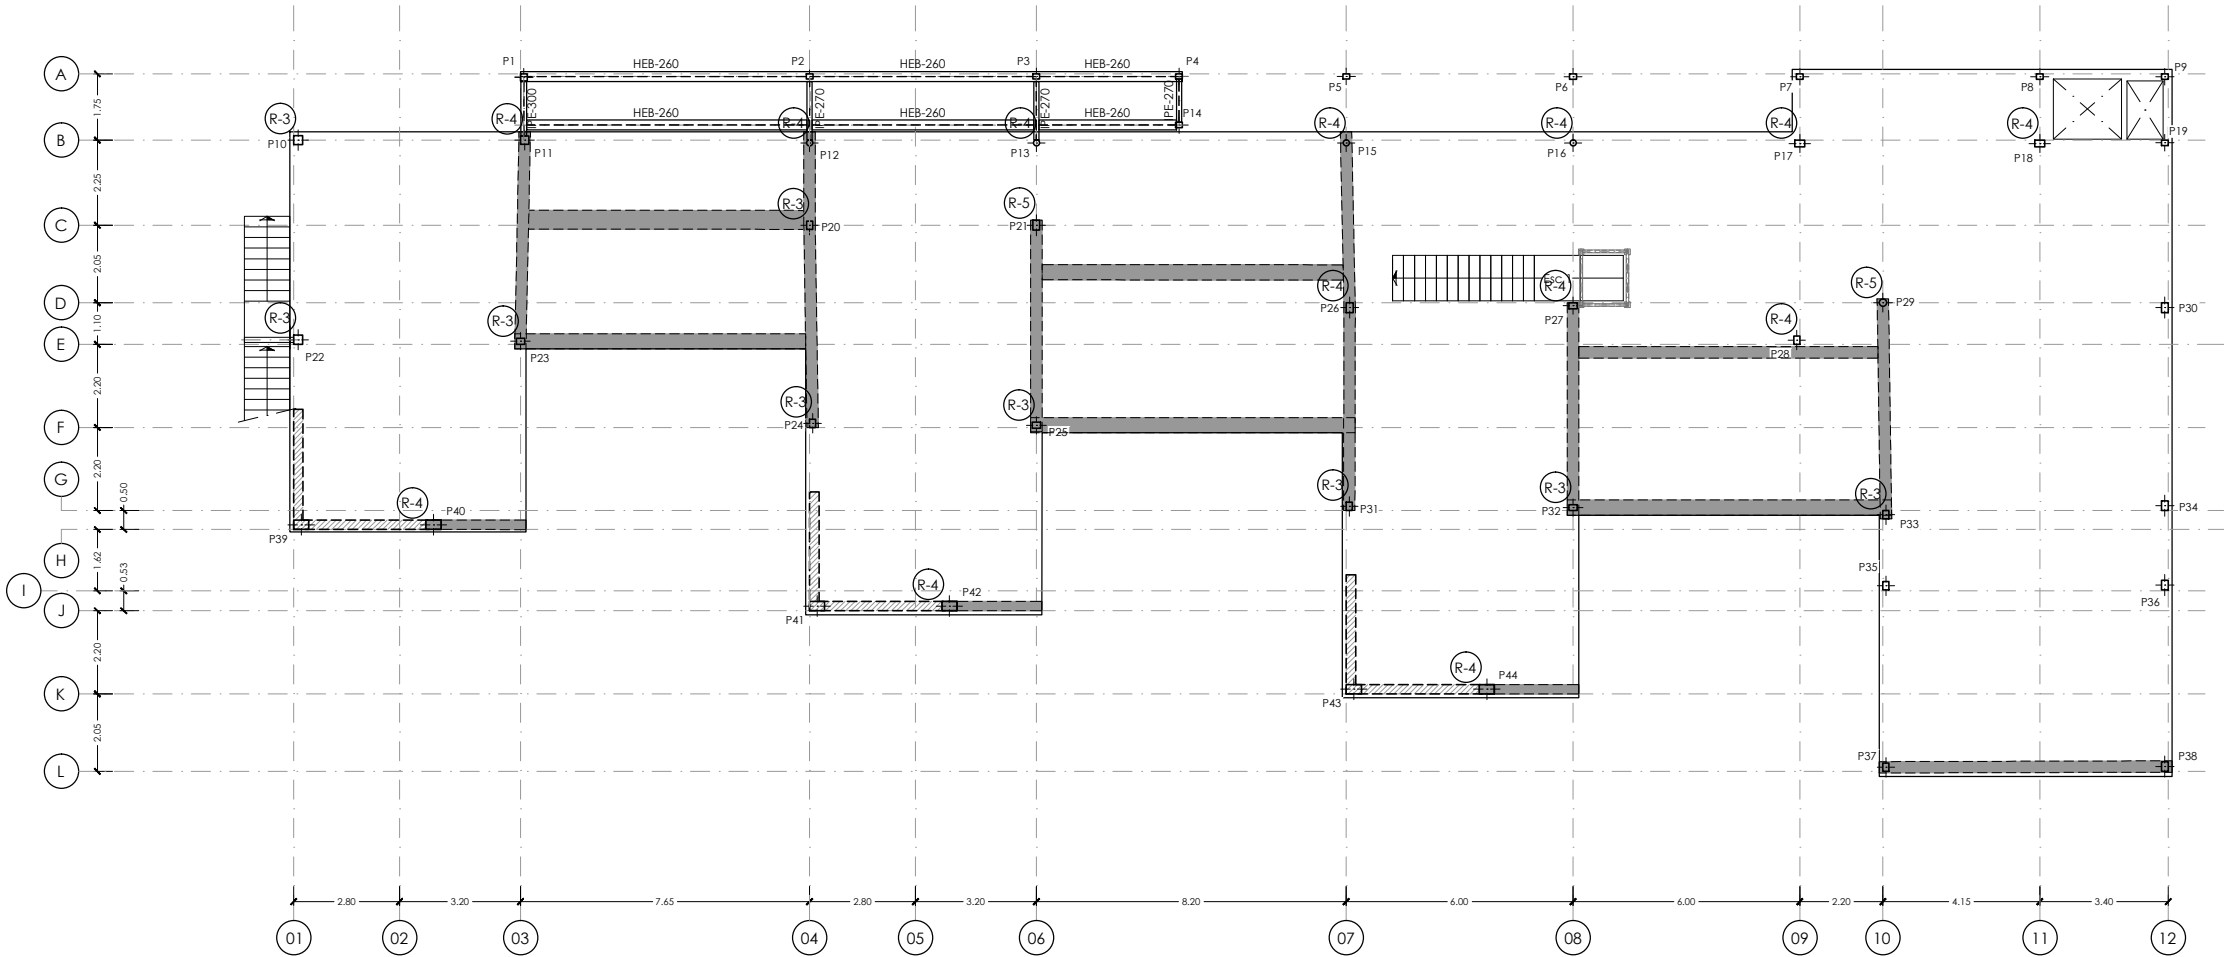 P1 HEB-260 P2 HEB-260 P3 HEB-260 P4
P5 P6 P7 P8 P9
A
1.75
PE-300 PE-270 PE-270 PE-270
HEB-260 HEB-260 HEB-260 P14
R-3 R-4 R-4 R-4 R-4 R-4 R-4 R-4
B
P10 P11 P12 P13 P15 P16 P17 P18 P19
2.25
R-3 R-5
C
P20 P21
2.05
ESC
R-4 R-4 R-5
D
P26 P27 P29 P30
1.10
R-3 R-3 R-4
E
P22 P23 P28
2.20
R-3 R-3
F
P24 P25
2.20
G
R-3 R-3 R-3
0.50
R-4
P40 P31 P32 P33 P34
P39
H
1.62
P35
0.53
I
R-4 P42
P36
J
P41
2.20
R-4 P44
K
P43
2.05
P37 P38
L
2.80 3.20 7.65 2.80 3.20 8.20 6.00 6.00 2.20 4.15 3.40
01 02 03 04 05 06 07 08 09 10 11 12